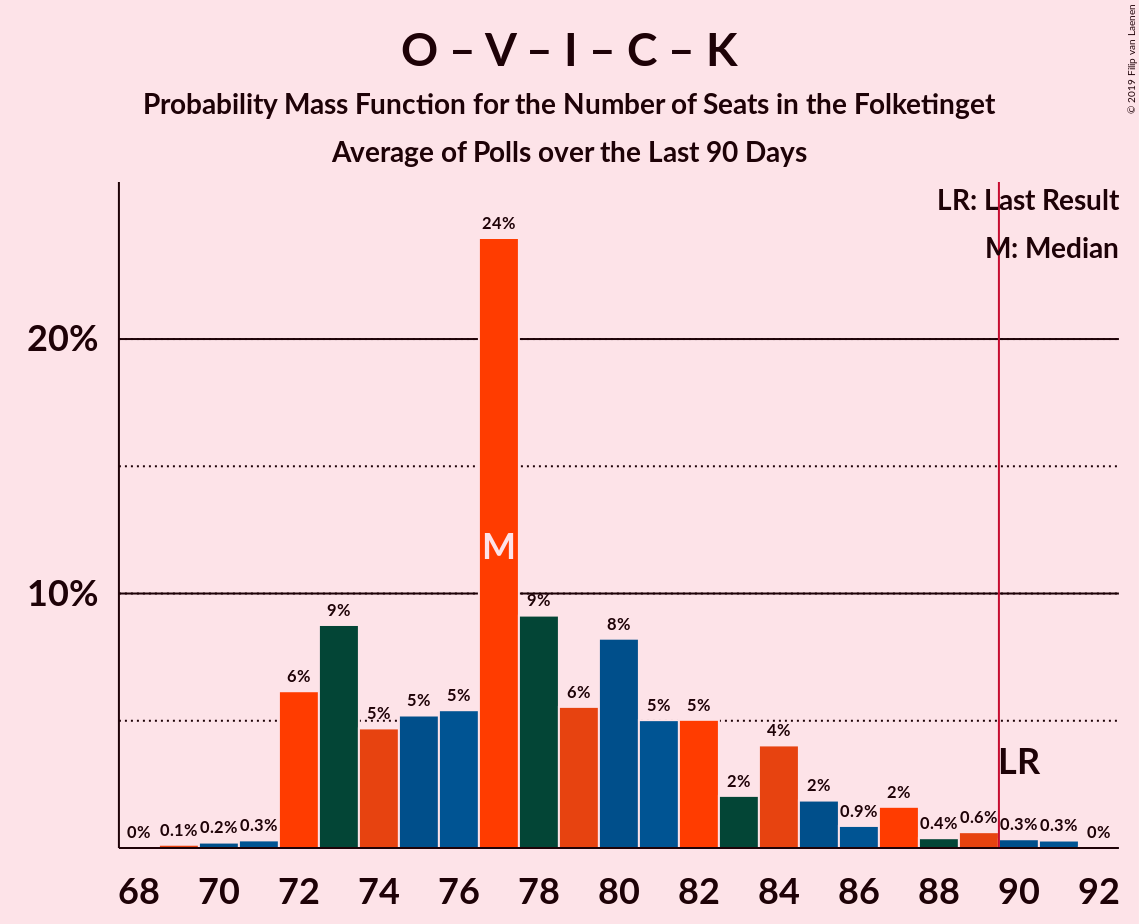 O – V – I – C – K
Probability Mass Function for the Number of Seats in the Folketinget
Average of Polls over the Last 90 Days
© 2019 Filip van Laenen
LR: Last Result
M: Median
20%
10%
0% 0.1% 0.2% 0.3% 6% 9% 5% 5% 5% 24% 9% 6% 8% 5% 5% 2% 4% 2% 0.9% 2% 0.4% 0.6% 0.3% 0.3% 0%
M
LR
68 70 72 74 76 78 80 82 84 86 88 90 92